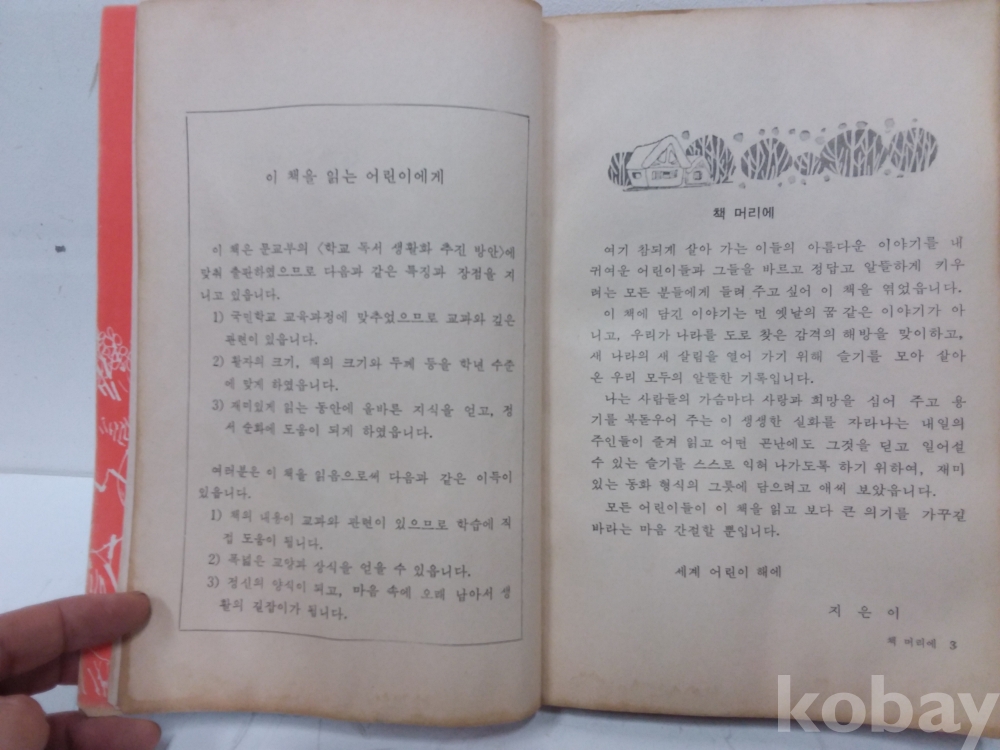 이 책을 읽는 어린이에게
이 책은 문교부의 《학교 독서 생활화 추진 방안》에
맞춰 출판하였으므로 다음과 같은 특징과 장점을 지
니고 있읍니다.
1) 국민학교 교육과정에 맞추었으므로 교과와 깊은
관련이 있읍니다.
2) 활자의 크기, 책의 크기와 두께 등을 학년 수준
에 맞게 하였읍니다.
3) 재미있게 읽는 동안에 올바른 지식을 얻고, 정
서 순화에 도움이 되게 하였읍니다.
여러분은 이 책을 읽음으로써 다음과 같은 이득이
있읍니다.
1) 책의 내용이 교과와 관련이 있으므로 학습에 직
접 도움이 됩니다.
2) 폭넓은 교양과 상식을 얻을 수 있읍니다.
3) 정신의 양식이 되고, 마음 속에 오래 남아서 생
활의 길잡이가 됩니다.
책 머리에
여기 참되게 살아 가는 이들의 아름다운 이야기를 내
귀여운 어린이들과 그들을 바르고 정답고 알뜰하게 키우
려는 모든 분들에게 들려 주고 싶어 이 책을 엮었읍니다.
이 책에 담긴 이야기는 먼 옛날의 꿈 같은 이야기가 아
니고, 우리가 나라를 도로 찾은 감격의 해방을 맞이하고,
새 나라의 새 살림을 열어 가기 위해 슬기를 모아 살아
온 우리 모두의 알뜰한 기록입니다.
나는 사람들의 가슴마다 사랑과 희망을 심어 주고 용
기를 북돋우어 주는 이 생생한 실화를 자라나는 내일의
주인들이 즐겨 읽고 어떤 곤난에도 그것을 딛고 일어설
수 있는 슬기를 스스로 익혀 나가도록 하기 위하여, 재미
있는 동화 형식의 그릇에 담으려고 애써 보았읍니다.
모든 어린이들이 이 책을 읽고 보다 큰 의기를 가꾸길
바라는 마음 간절할 뿐입니다.
세계 어린이 해에
지 은 이
책 머리에 3
kobay